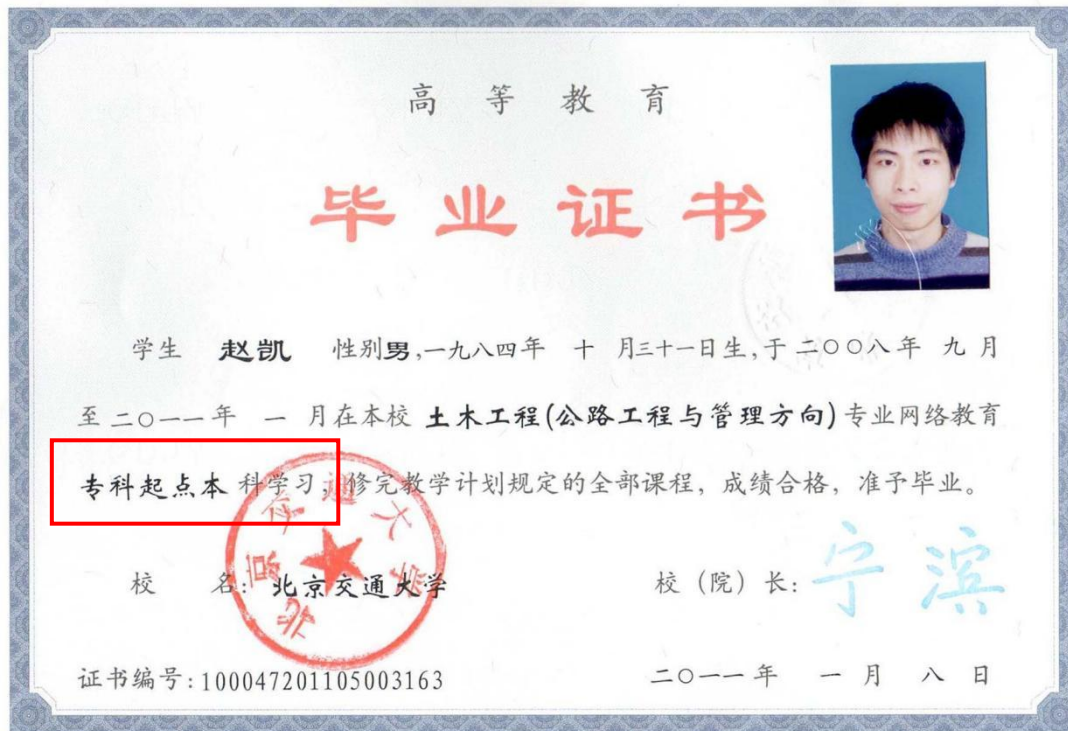 高等教育
毕业证书
学生 赵凯 性别男,一九八四年 十 月三十一日生,于二〇〇八年 九 月
至二〇一一年 一 月在本校 土木工程(公路工程与管理方向)专业网络教育
专科起点本 科学习,修完教学计划规定的全部课程，成绩合格，准予毕业。
校 名: 北京交通大学
校（院）长: 宁滨
北京交通大学
证书编号:100047201105003163
二〇一一年 一 月 八 日